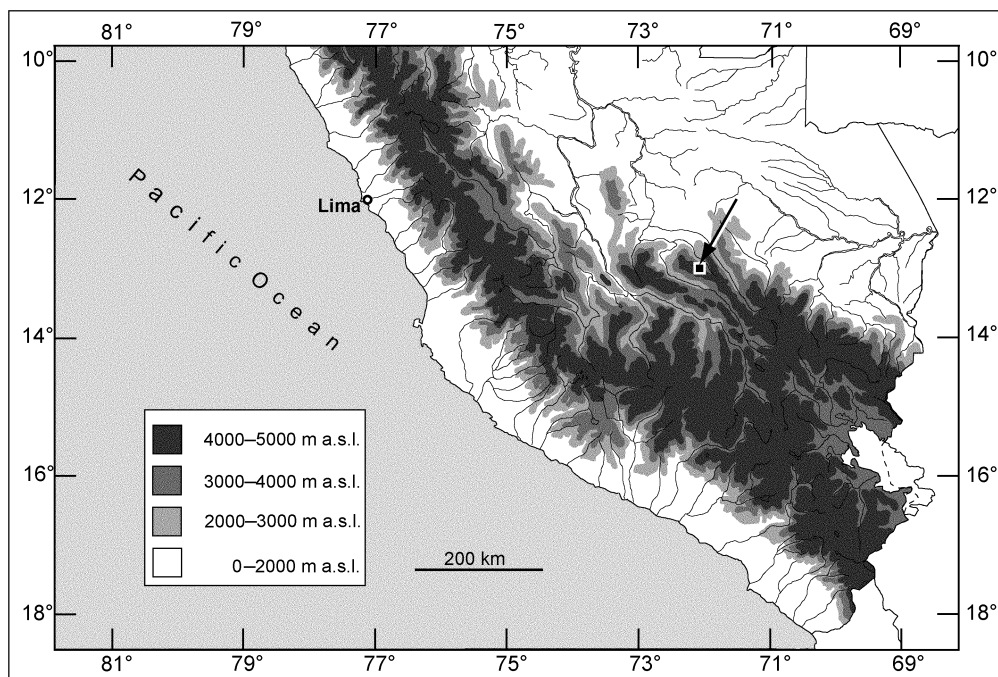 81° 79° 77° 75° 73° 71° 69°
10° 10°
12° 12°
Lima
Pacific Ocean
14° 14°
4000–5000 m a.s.l.
3000–4000 m a.s.l.
16° 16°
2000–3000 m a.s.l.
0–2000 m a.s.l.
200 km
18° 18°
81° 79° 77° 75° 73° 71° 69°